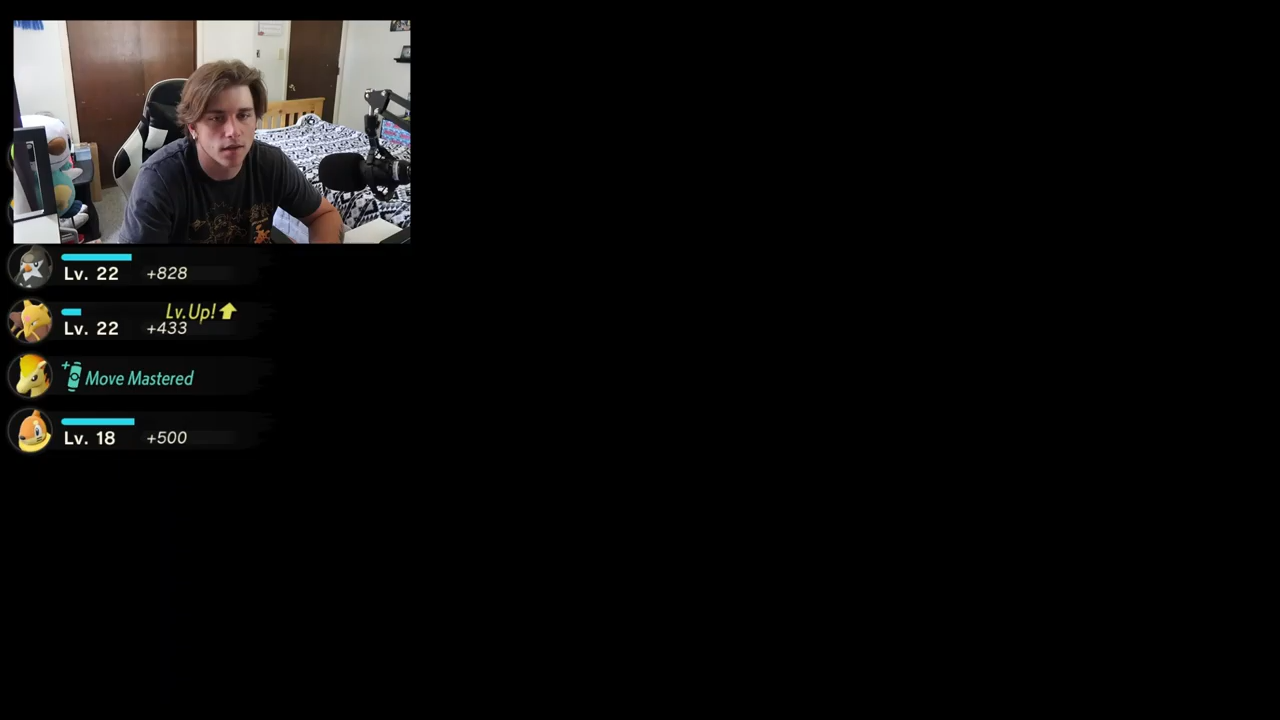 Lv. 22 +828
Lv.Up!
Lv. 22 +433
+ Move Mastered
Lv. 18 +500